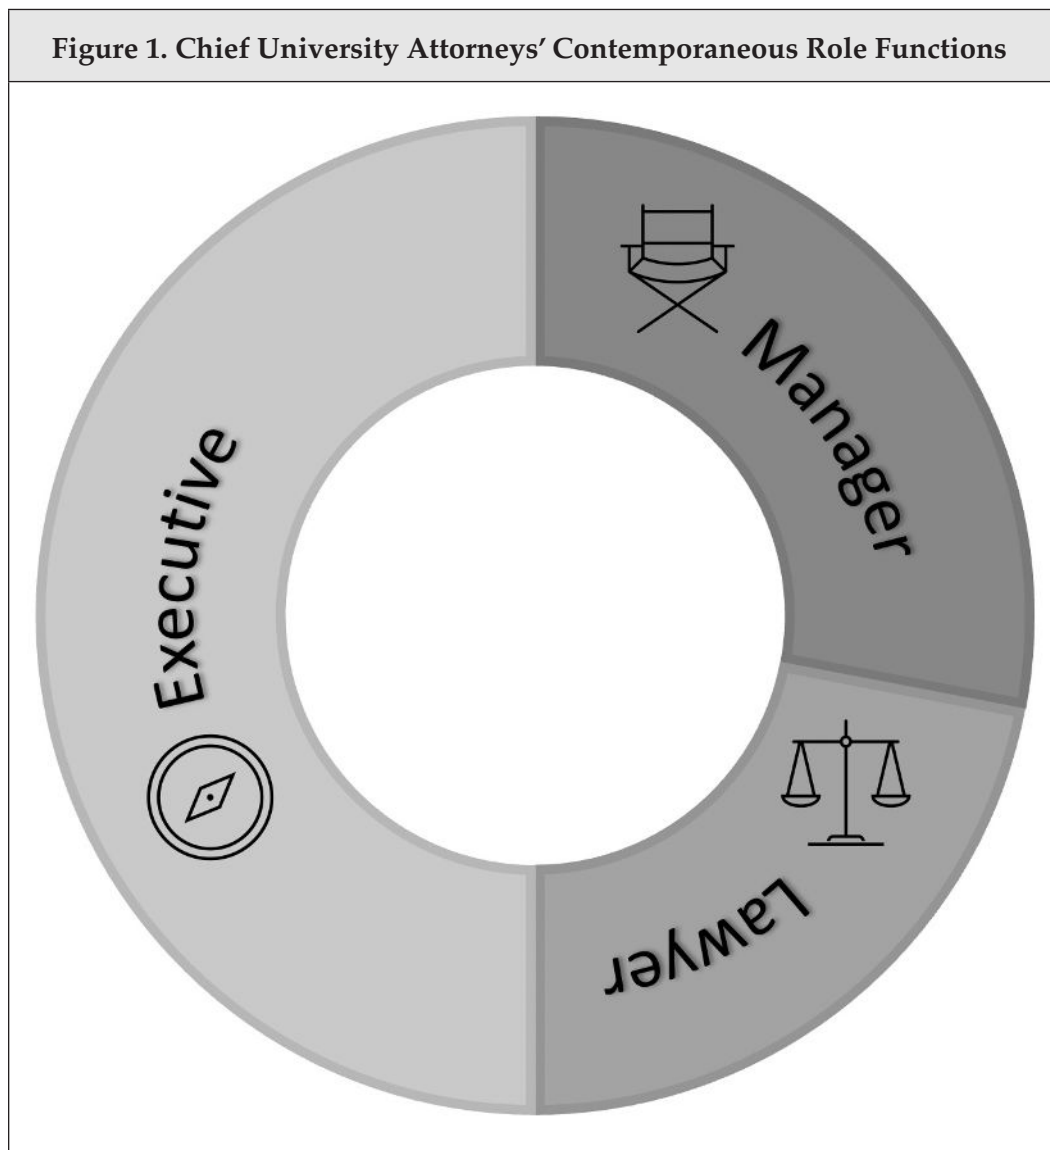 Figure 1. Chief University Attorneys' Contemporaneous Role Functions
Manager
Executive
Lawyer